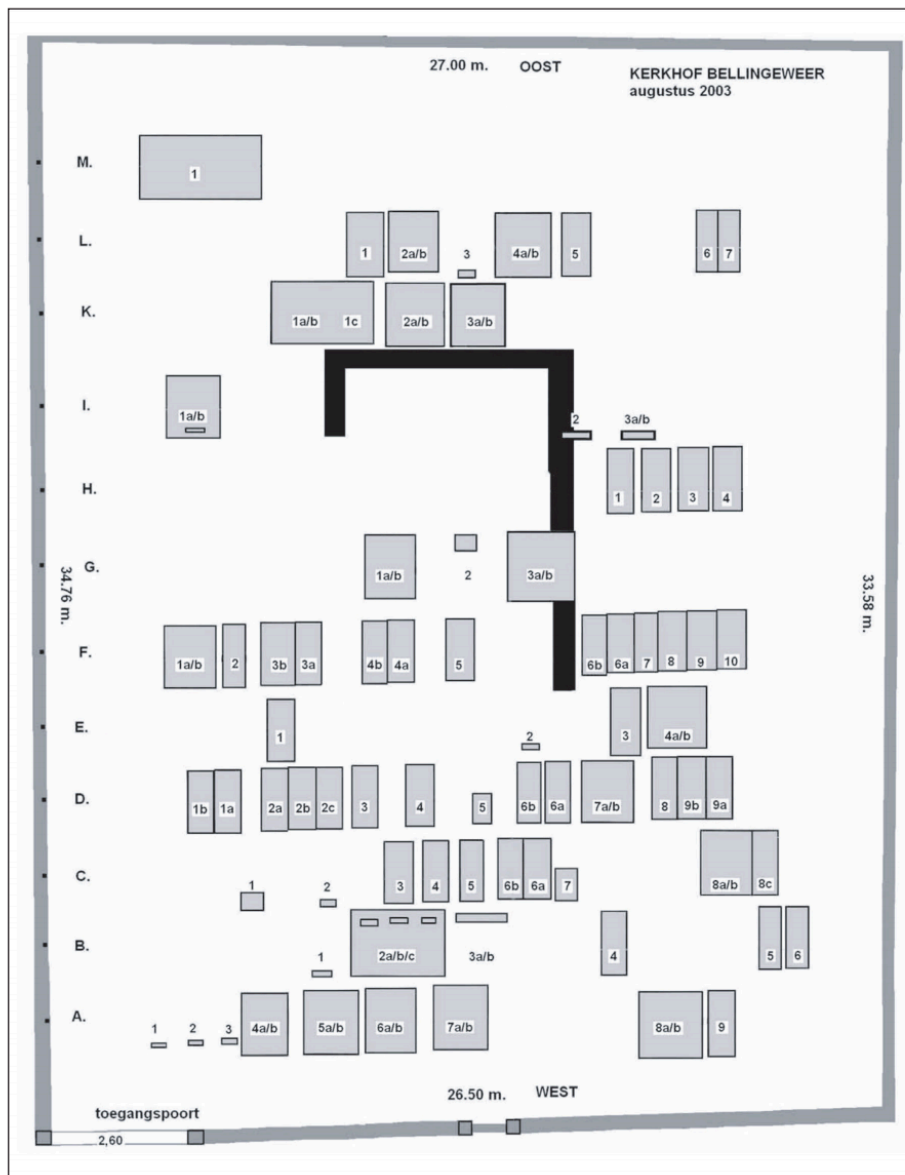 27.00 m. OOST
KERKHOF BELLINGEWEER
augustus 2003
M.
1
L.
1 2a/b 3 4a/b 5 6 7
K.
1a/b 1c 2a/b 3a/b
I.
1a/b 2 3a/b
H.
1 2 3 4
G.
1a/b 2 3a/b
34.76 m.
33.58 m.
F.
1a/b 2 3b 3a 4b 4a 5 6b 6a 7 8 9 10
E.
1 2 3 4a/b
D.
1b 1a 2a 2b 2c 3 4 5 6b 6a 7a/b 8 9b 9a
C.
1 2 3 4 5 6b 6a 7 8a/b 8c
B.
1 2a/b/c 3a/b 4 5 6
A.
1 2 3 4a/b 5a/b 6a/b 7a/b 8a/b 9
26.50 m. WEST
toegangspoort
2,60